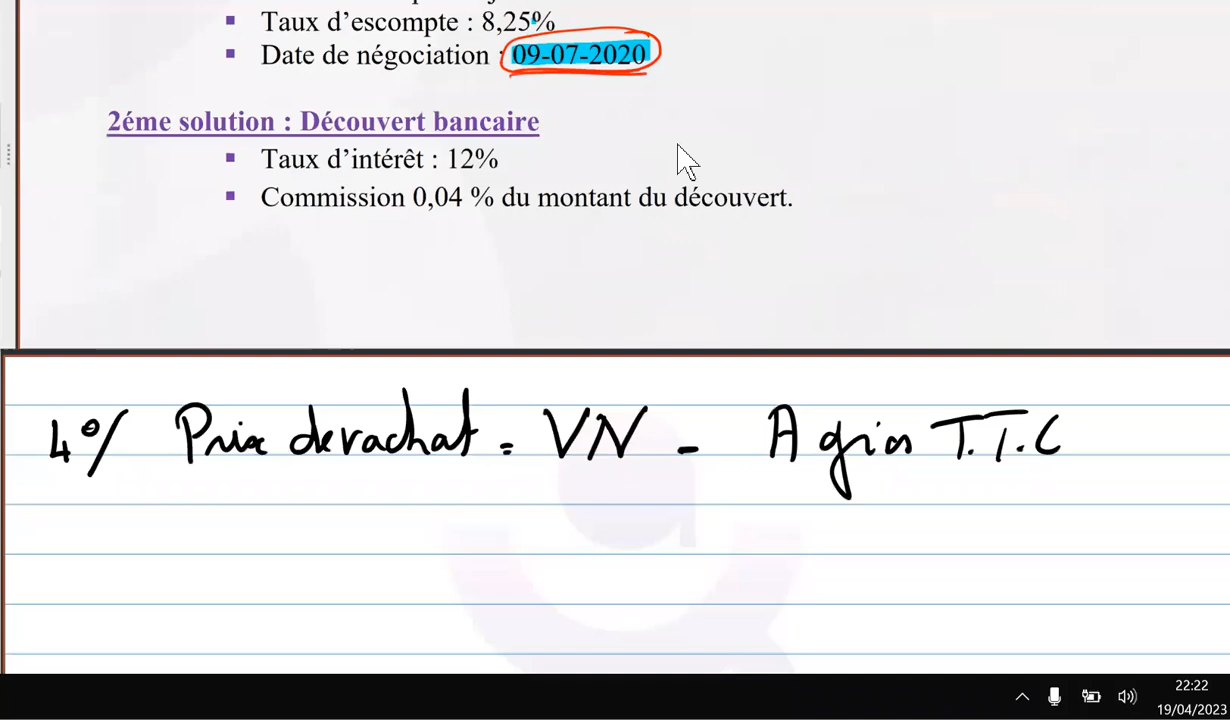 ▪ Taux d’escompte : 8,25%
▪ Date de négociation : 09-07-2020
2éme solution : Découvert bancaire
▪ Taux d’intérêt : 12%
▪ Commission 0,04 % du montant du découvert.
4°/ Prix de rachat = VN - Agios T.T.C
22:22
19/04/2023